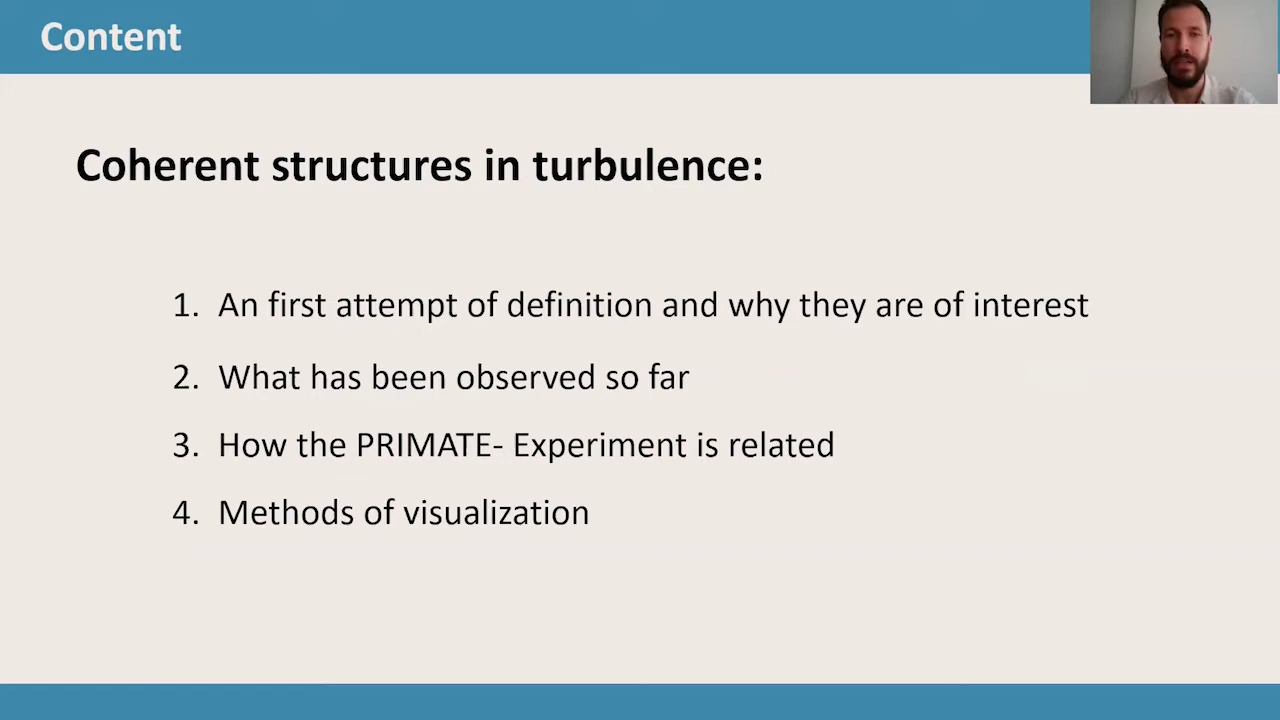 Content
Coherent structures in turbulence:
1. An first attempt of definition and why they are of interest
2. What has been observed so far
3. How the PRIMATE- Experiment is related
4. Methods of visualization